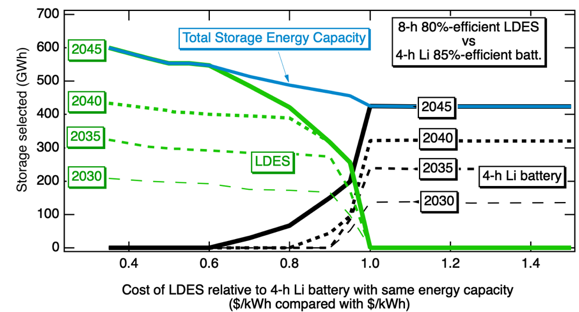 700
600
500
400
300
200
100
0
Storage selected (GWh)
2045
2040
2035
2030
Total Storage Energy Capacity
LDES
8-h 80%-efficient LDES
vs
4-h Li 85%-efficient batt.
2045
2040
2035
2030
4-h Li battery
0.4 0.6 0.8 1.0 1.2 1.4
Cost of LDES relative to 4-h Li battery with same energy capacity
($/kWh compared with $/kWh)